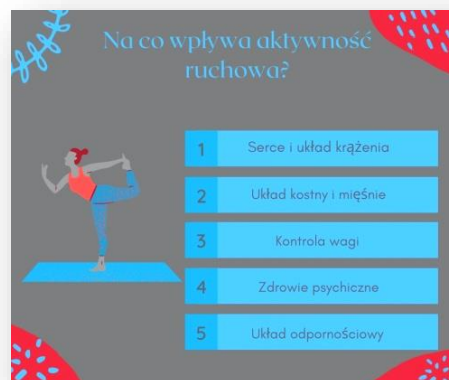 Na co wpływa aktywność
ruchowa?
1 Serce i układ krążenia
2 Układ kostny i mięśnie
3 Kontrola wagi
4 Zdrowie psychiczne
5 Układ odpornościowy